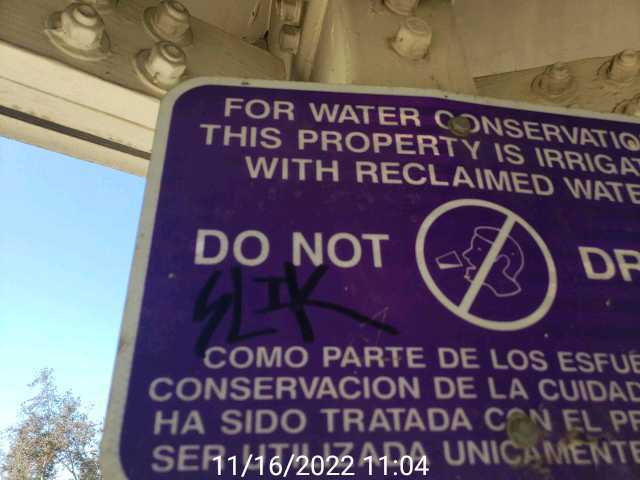 FOR WATER CONSERVATIO
THIS PROPERTY IS IRRIGAT
WITH RECLAIMED WATE
DO NOT DR
SLIK
COMO PARTE DE LOS ESFUE
CONSERVACION DE LA CUIDAD
HA SIDO TRATADA CON EL PR
SER UTILIZADA UNICAMENTE
11/16/2022 11:04